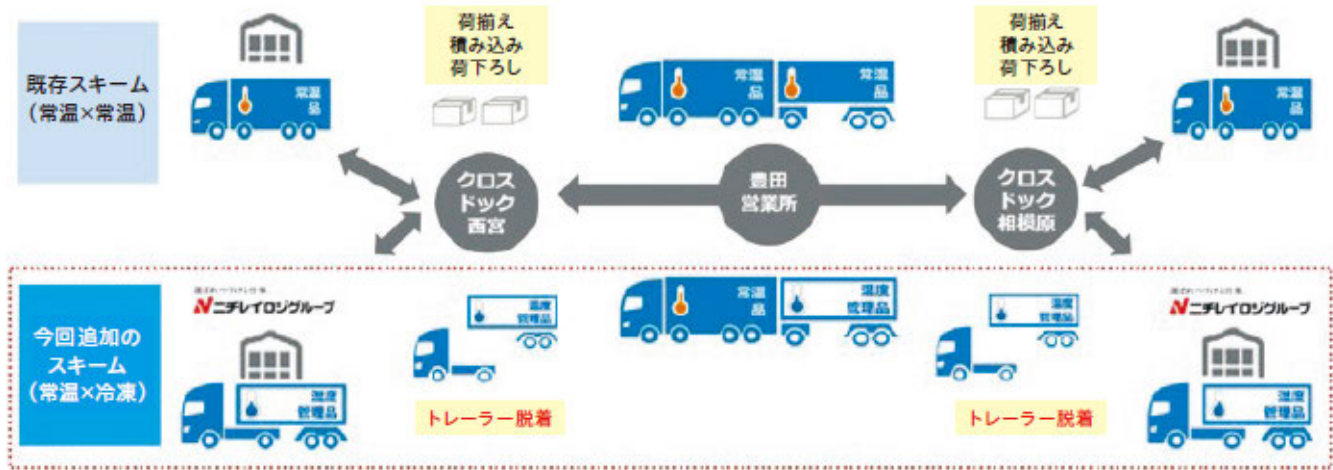 既存スキーム
(常温×常温)
常温
品
荷揃え
積み込み
荷下ろし
常温
品
常温
品
荷揃え
積み込み
荷下ろし
常温
品
クロス
ドック
西宮
豊田
営業所
クロス
ドック
相模原
今回追加の
スキーム
(常温×冷凍)
ニチレイロジグループ
温度
管理品
温度
管理品
トレーラー脱着
常温
品
温度
管理品
温度
管理品
トレーラー脱着
ニチレイロジグループ
温度
管理品